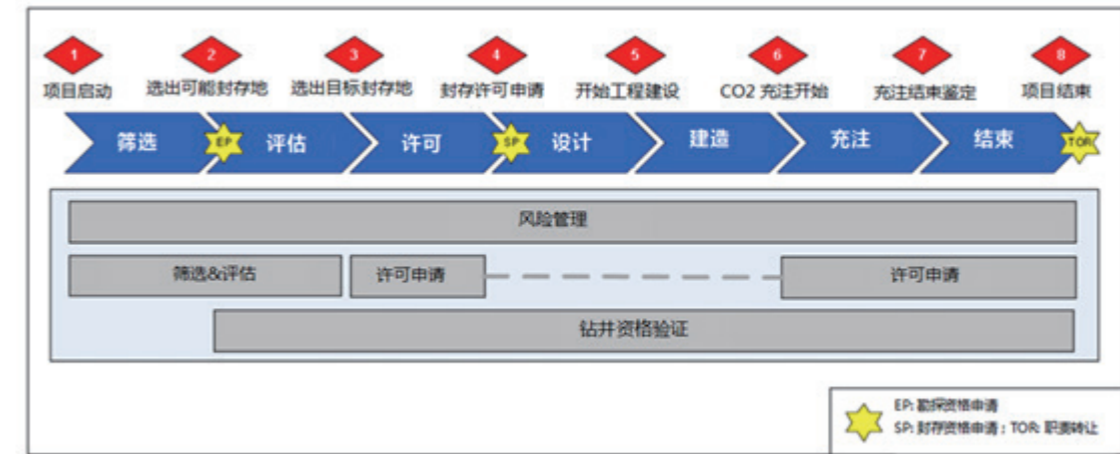 1 2 3 4 5 6 7 8
项目启动 选出可能封存地 选出目标封存地 封存许可申请 开始工程建设 CO2 充注开始 充注结束鉴定 项目结束
筛选 EP 评估 许可 SP 设计 建造 充注 结束 TOR
风险管理
筛选&评估 许可申请 许可申请
钻井资格验证
EP: 勘探资格申请
SP: 封存资格申请; TOR: 职责转让